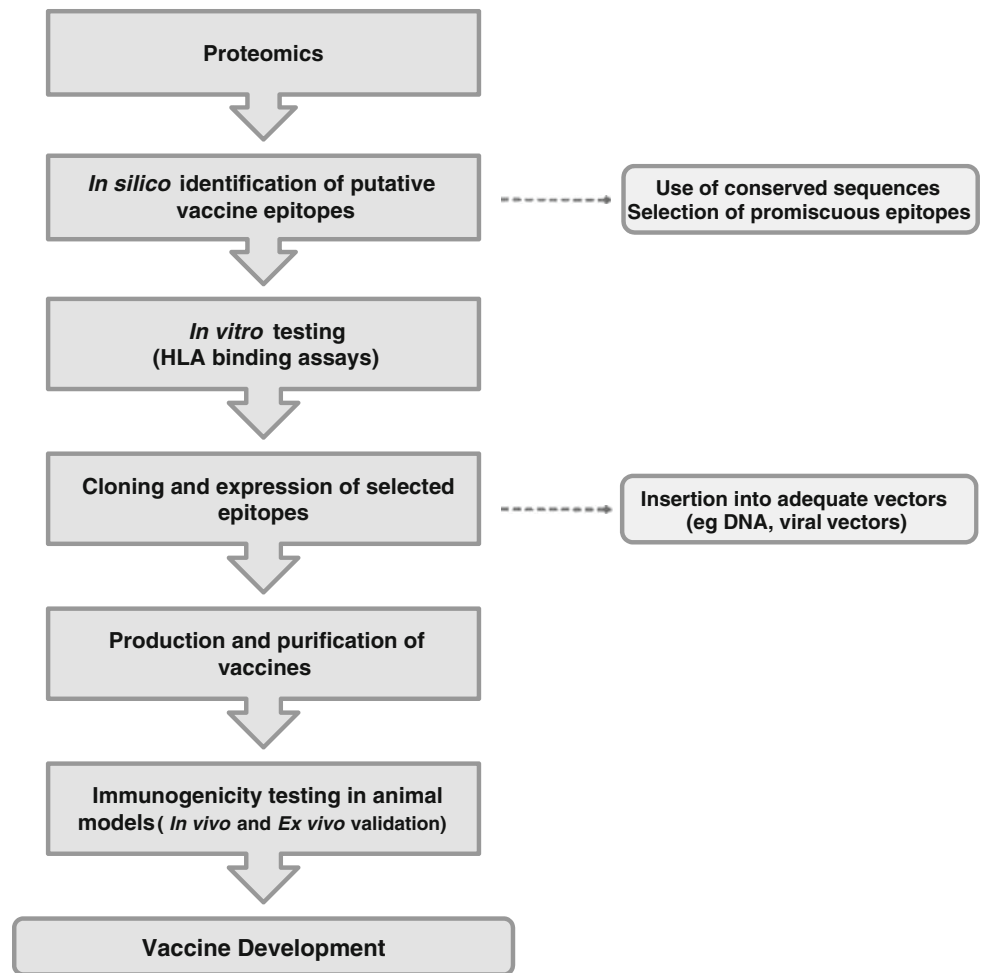 Proteomics
In silico identification of putative
vaccine epitopes
Use of conserved sequences
Selection of promiscuous epitopes
In vitro testing
(HLA binding assays)
Cloning and expression of selected
epitopes
Insertion into adequate vectors
(eg DNA, viral vectors)
Production and purification of
vaccines
Immunogenicity testing in animal
models( In vivo and Ex vivo validation)
Vaccine Development